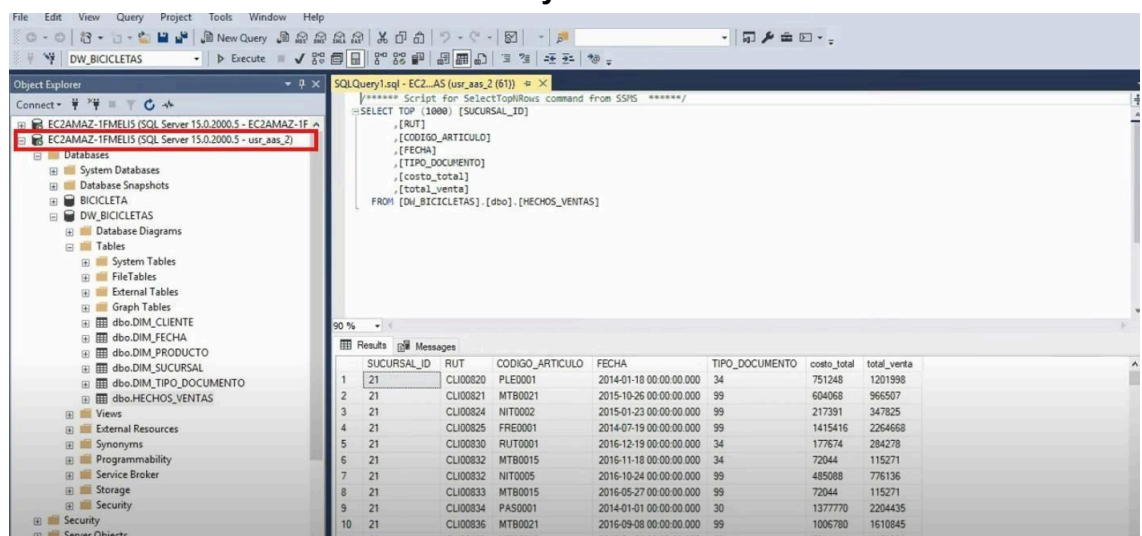 File Edit View Query Project Tools Window Help
New Query
DW_BICICLETAS Execute
Object Explorer
Connect
EC2AMAZ-1FMELI5 (SQL Server 15.0.2000.5 - EC2AMAZ-1F
EC2AMAZ-1FMELI5 (SQL Server 15.0.2000.5 - usr_aas_2)
Databases
System Databases
Database Snapshots
BICICLETA
DW_BICICLETAS
Database Diagrams
Tables
System Tables
FileTables
External Tables
Graph Tables
dbo.DIM_CLIENTE
dbo.DIM_FECHA
dbo.DIM_PRODUCTO
dbo.DIM_SUCURSAL
dbo.DIM_TIPO_DOCUMENTO
dbo.HECHOS_VENTAS
Views
External Resources
Synonyms
Programmability
Service Broker
Storage
Security
Security
Server Objects
SQLQuery1.sql - EC2...AS (usr_aas_2 (61))
/****** Script for SelectTopNRows command from SSMS ******/
SELECT TOP (1000) [SUCURSAL_ID]
,[RUT]
,[CODIGO_ARTICULO]
,[FECHA]
,[TIPO_DOCUMENTO]
,[costo_total]
,[total_venta]
FROM [DW_BICICLETAS].[dbo].[HECHOS_VENTAS]
90 %
Results Messages
SUCURSAL_ID RUT CODIGO_ARTICULO FECHA TIPO_DOCUMENTO costo_total total_venta
1 21 CLI00820 PLE0001 2014-01-18 00:00:00.000 34 751248 1201998
2 21 CLI00821 MTB0021 2015-10-26 00:00:00.000 99 604068 966507
3 21 CLI00824 NIT0002 2015-01-23 00:00:00.000 99 217391 347825
4 21 CLI00825 FRE0001 2014-07-19 00:00:00.000 99 1415416 2264668
5 21 CLI00830 RUT0001 2016-12-19 00:00:00.000 34 177674 284278
6 21 CLI00832 MTB0015 2016-11-18 00:00:00.000 34 72044 115271
7 21 CLI00832 NIT0005 2016-10-24 00:00:00.000 99 485088 776136
8 21 CLI00833 MTB0015 2016-05-27 00:00:00.000 99 72044 115271
9 21 CLI00834 PAS0001 2014-01-01 00:00:00.000 30 1377770 2204435
10 21 CLI00836 MTB0021 2016-09-08 00:00:00.000 99 1006780 1610845